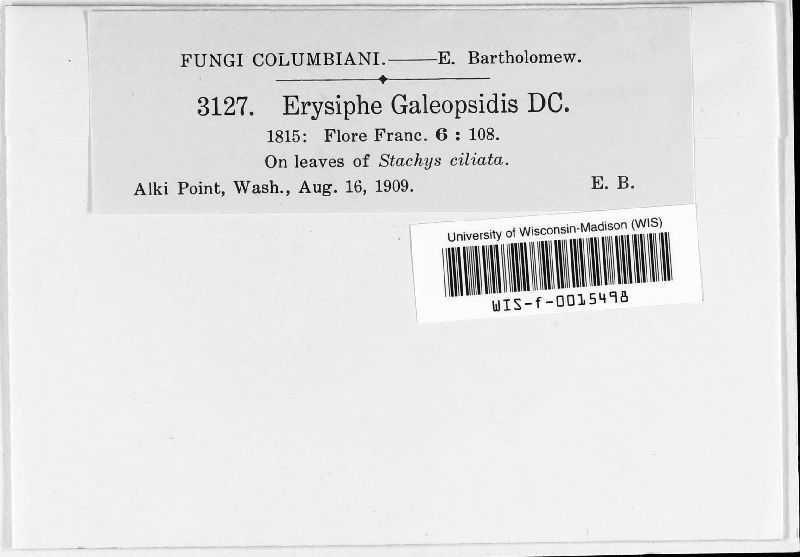 FUNGI COLUMBIANI.——E. Bartholomew.
3127. Erysiphe Galeopsidis DC.
1815: Flore Franc. 6 : 108.
On leaves of Stachys ciliata.
Alki Point, Wash., Aug. 16, 1909. E. B.
University of Wisconsin-Madison (WIS)
WIS-f-0015498